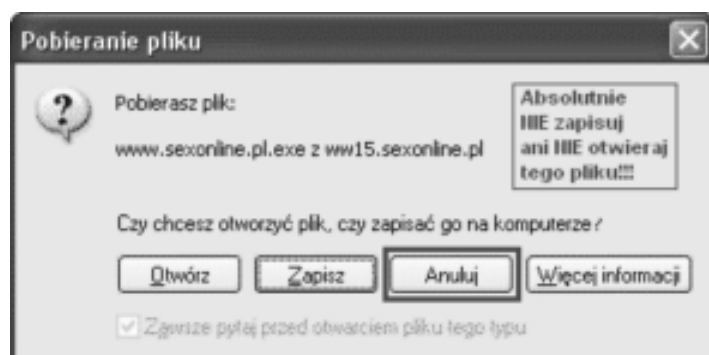 Pobieranie pliku
Pobierasz plik:
www.sexonline.pl.exe z ww15.sexonline.pl
Absolutnie
NIE zapisuj
ani NIE otwieraj
tego pliku!!!
Czy chcesz otworzyć plik, czy zapisać go na komputerze?
Otwórz
Zapisz
Anuluj
Więcej informacji
Zawsze pytaj przed otwarciem pliku tego typu